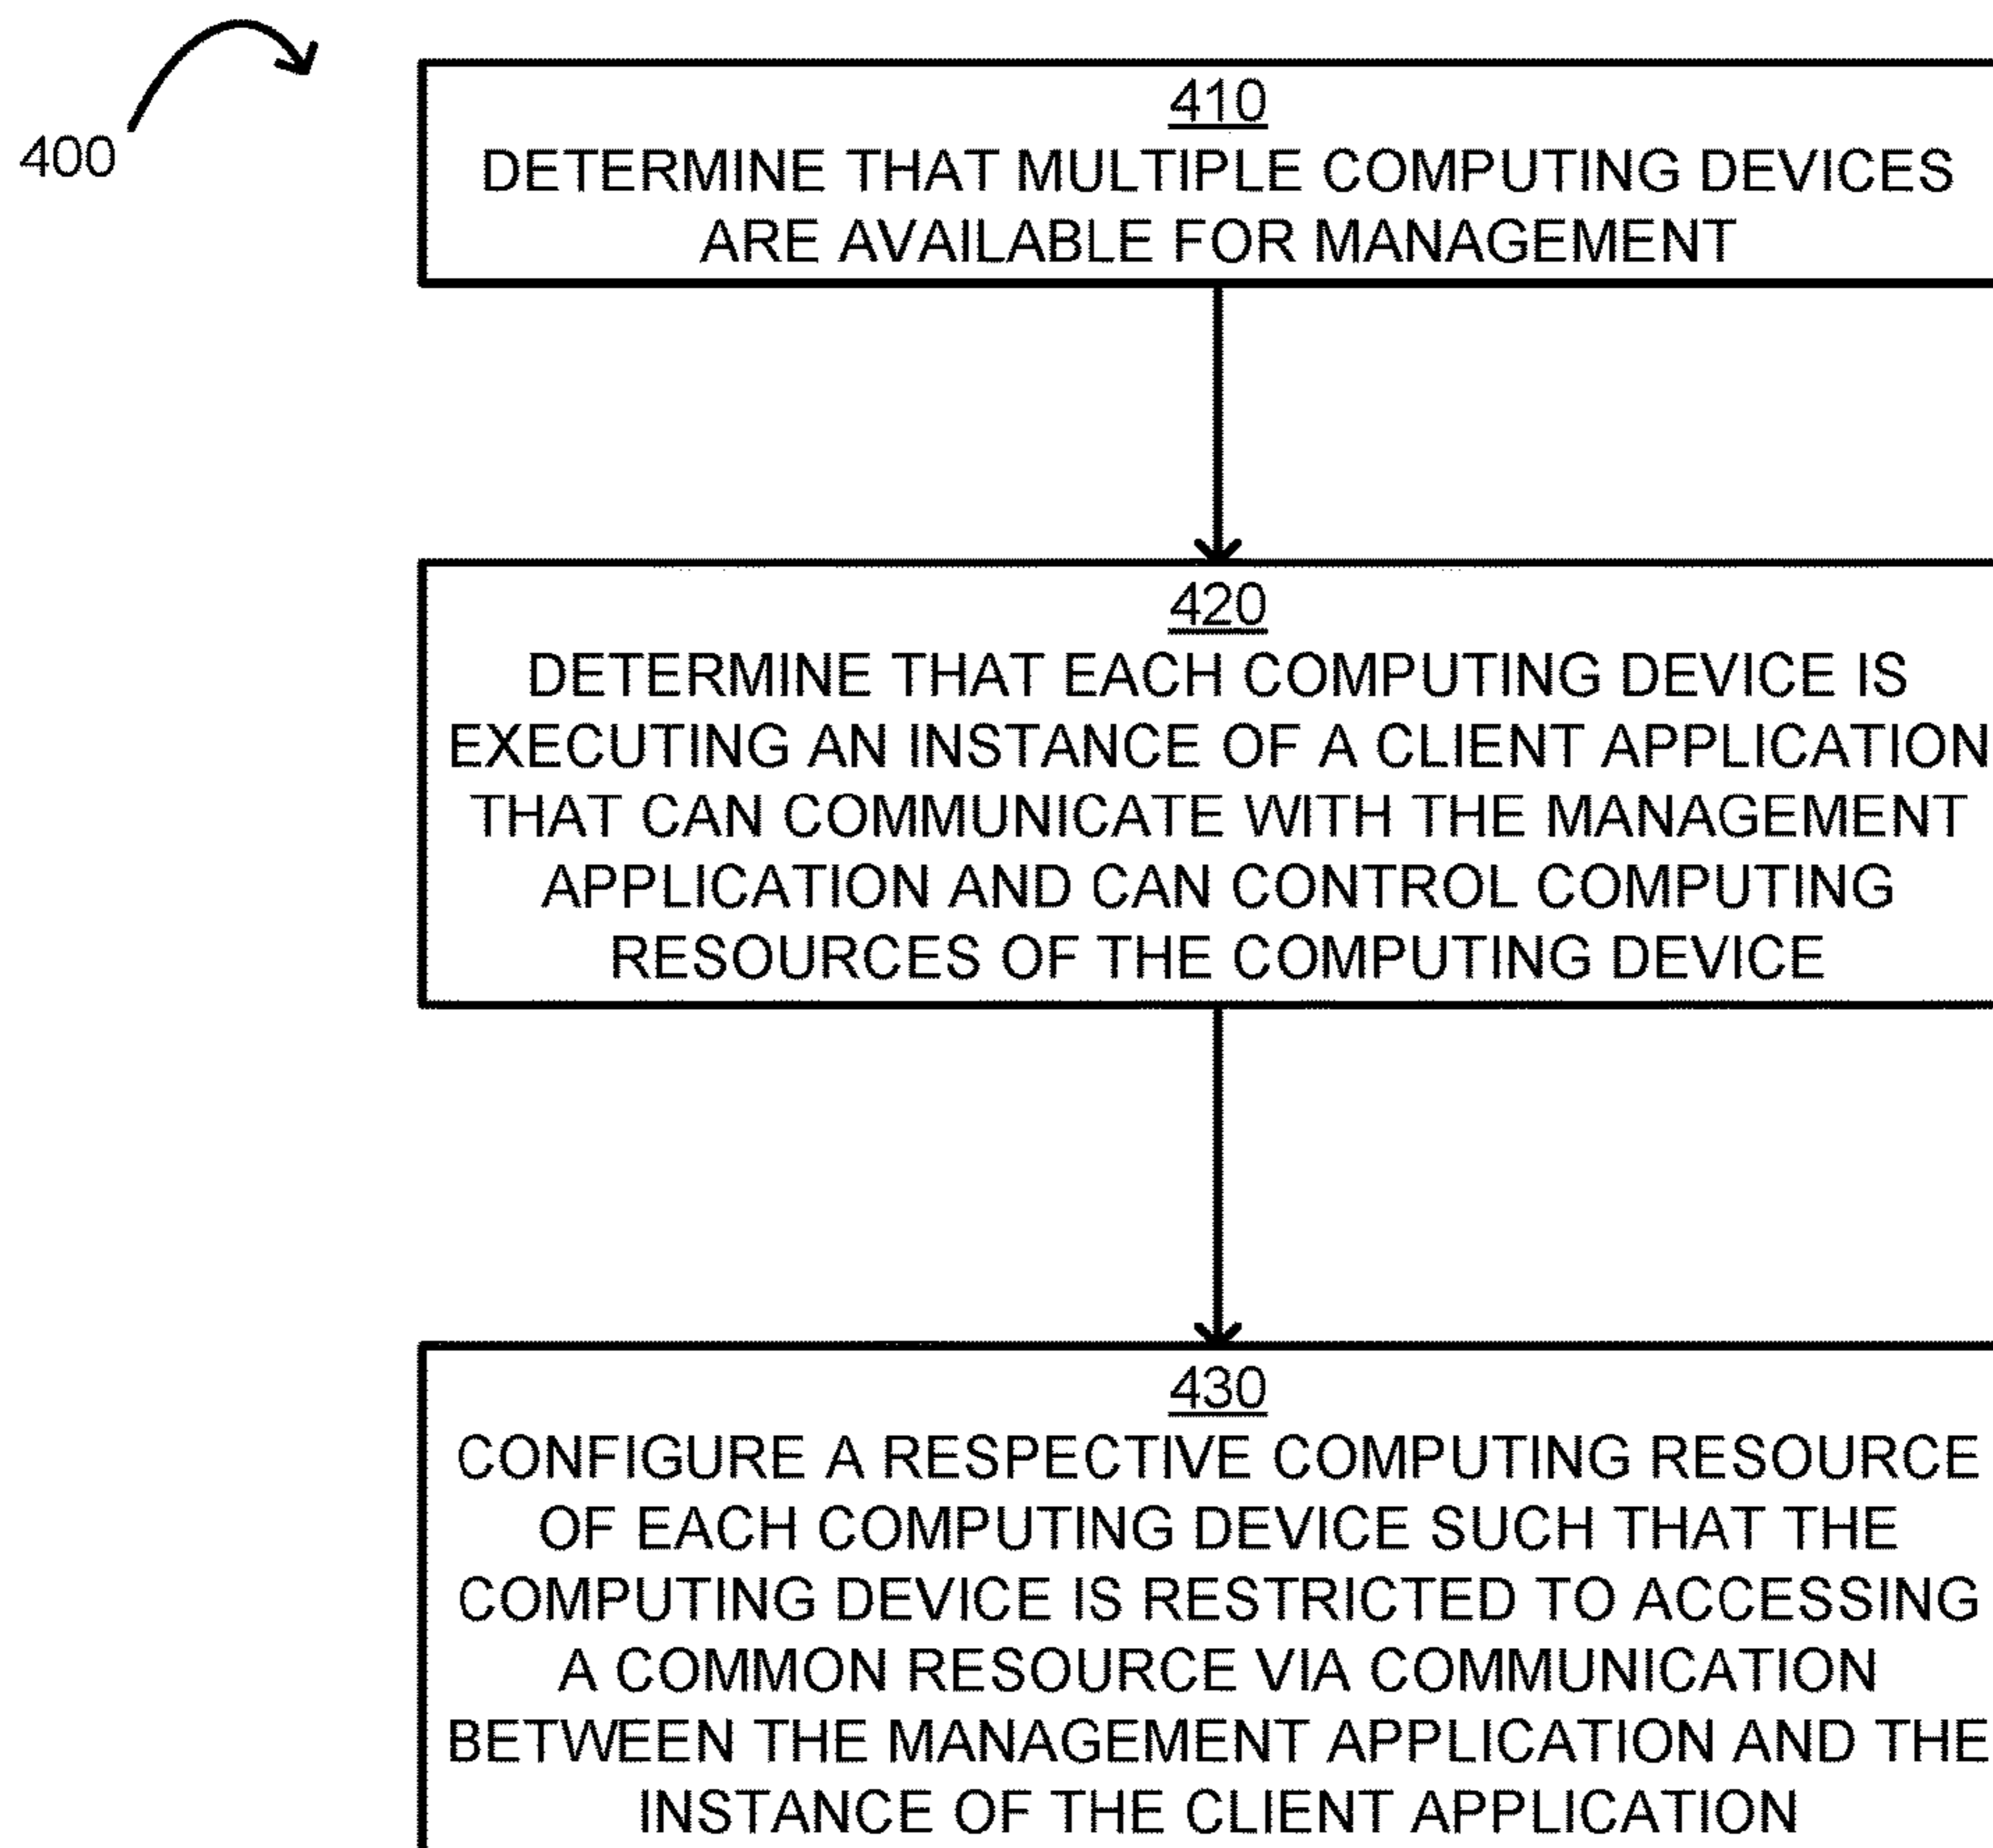 400
410
DETERMINE THAT MULTIPLE COMPUTING DEVICES
ARE AVAILABLE FOR MANAGEMENT
420
DETERMINE THAT EACH COMPUTING DEVICE IS
EXECUTING AN INSTANCE OF A CLIENT APPLICATION
THAT CAN COMMUNICATE WITH THE MANAGEMENT
APPLICATION AND CAN CONTROL COMPUTING
RESOURCES OF THE COMPUTING DEVICE
430
CONFIGURE A RESPECTIVE COMPUTING RESOURCE
OF EACH COMPUTING DEVICE SUCH THAT THE
COMPUTING DEVICE IS RESTRICTED TO ACCESSING
A COMMON RESOURCE VIA COMMUNICATION
BETWEEN THE MANAGEMENT APPLICATION AND THE
INSTANCE OF THE CLIENT APPLICATION